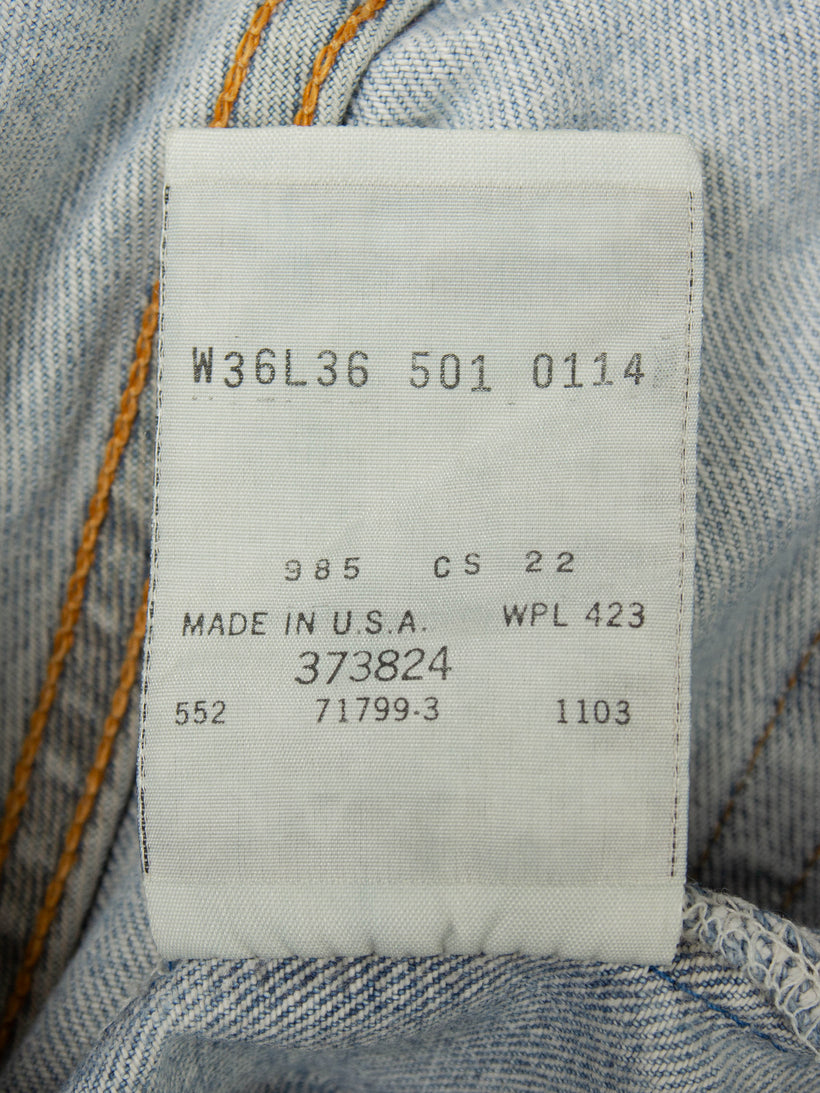 W36L36 501 0114
985 CS 22
MADE IN U.S.A. WPL 423
373824
552 71799-3 1103